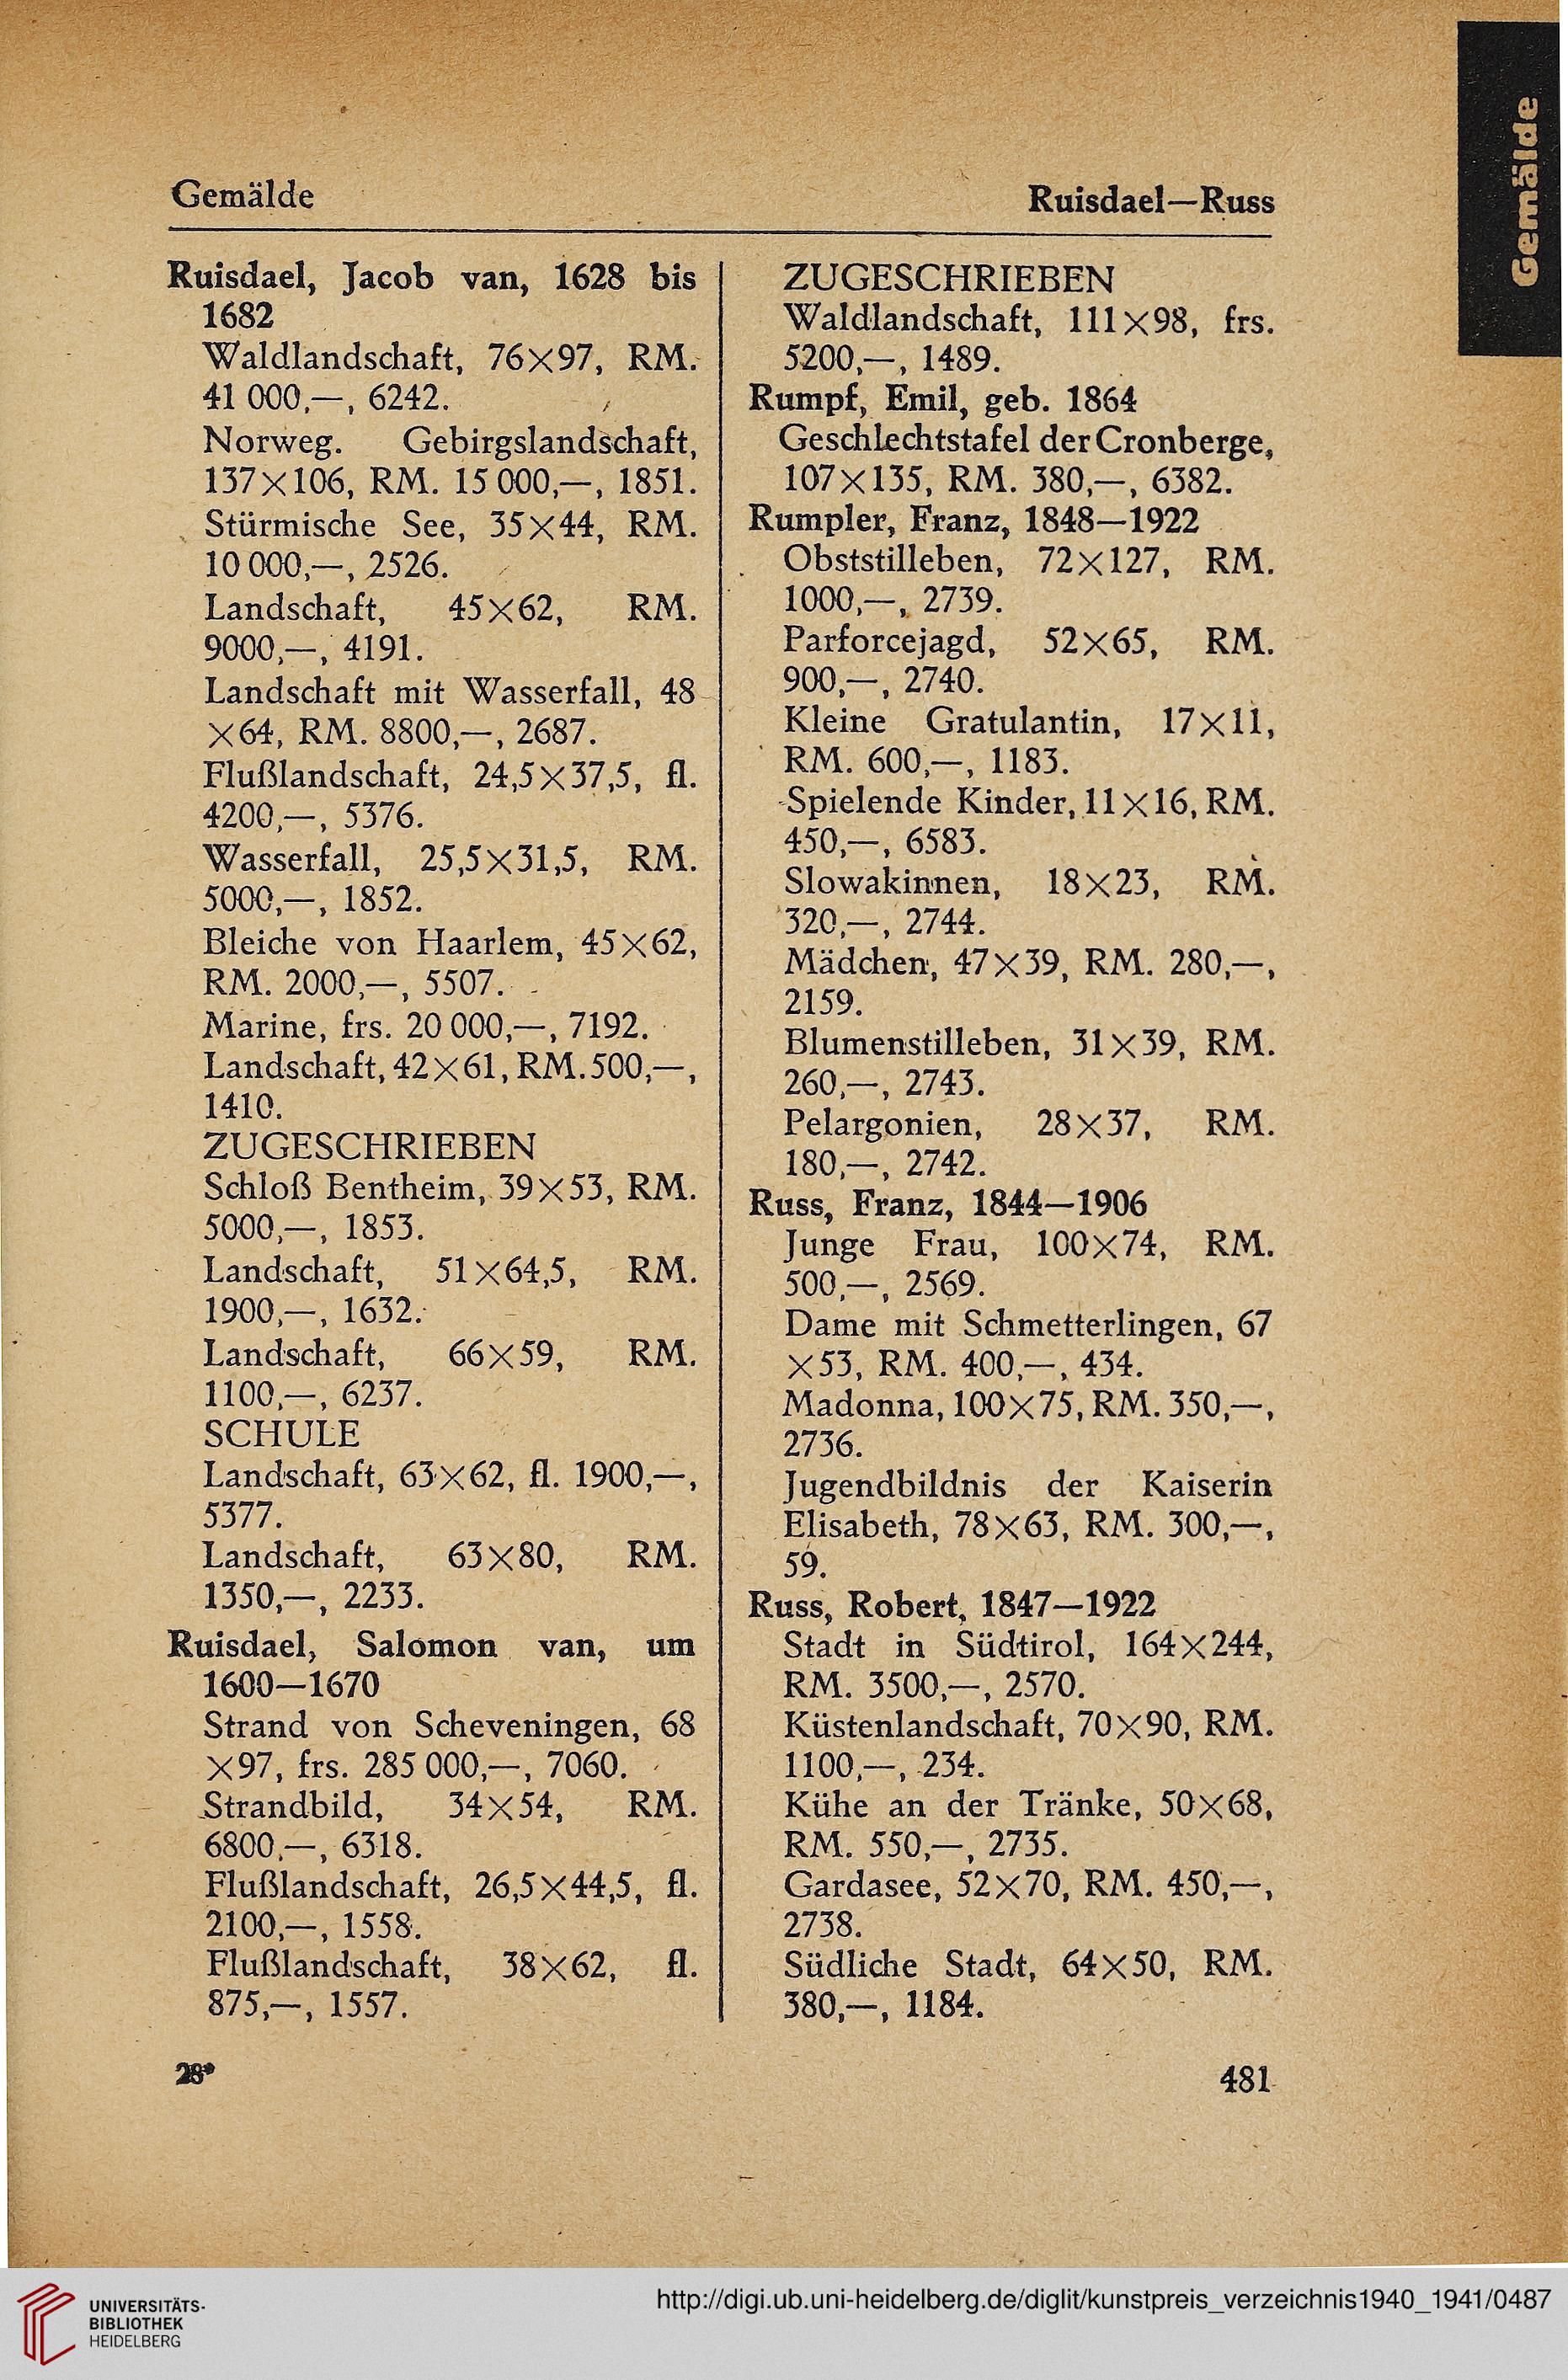 Gemälde
Ruisdael—Russ
Gemälde
Ruisdael, Jacob van, 1628 bis
1682
Waldlandschaft, 76×97, RM.
41 000,—, 6242.
Norweg. Gebirgslandschaft,
137×106, RM. 15 000,—, 1851.
Stürmische See, 35×44, RM.
10 000,—, 2526.
Landschaft, 45×62, RM.
9000,—, 4191.
Landschaft mit Wasserfall, 48
×64, RM. 8800,—, 2687.
Flußlandschaft, 24,5×37,5, fl.
4200,—, 5376.
Wasserfall, 25,5×31,5, RM.
5000,—, 1852.
Bleiche von Haarlem, 45×62,
RM. 2000,—, 5507.
Marine, frs. 20 000,—, 7192.
Landschaft, 42×61, RM. 500,—,
1410.
ZUGESCHRIEBEN
Schloß Bentheim, 39×53, RM.
5000,—, 1853.
Landschaft, 51×64,5, RM.
1900,—, 1632.
Landschaft, 66×59, RM.
1100,—, 6237.
SCHULE
Landschaft, 63×62, fl. 1900,—,
5377.
Landschaft, 63×80, RM.
1350,—, 2233.
Ruisdael, Salomon van, um
1600—1670
Strand von Scheveningen, 68
×97, frs. 285 000,—, 7060.
Strandbild, 34×54, RM.
6800,—, 6318.
Flußlandschaft, 26,5×44,5, fl.
2100,—, 1558.
Flußlandschaft, 38×62, fl.
875,—, 1557.
ZUGESCHRIEBEN
Waldlandschaft, 111×98, frs.
5200,—, 1489.
Rumpf, Emil, geb. 1864
Geschlechtstafel der Cronberge,
107×135, RM. 380,—, 6382.
Rumpler, Franz, 1848—1922
Obststilleben, 72×127, RM.
1000,—, 2739.
Parforcejagd, 52×65, RM.
900,—, 2740.
Kleine Gratulantin, 17×11,
RM. 600,—, 1183.
Spielende Kinder, 11×16, RM.
450,—, 6583.
Slowakinnen, 18×23, RM.
320,—, 2744.
Mädchen, 47×39, RM. 280,—,
2159.
Blumenstilleben, 31×39, RM.
260,—, 2743.
Pelargonien, 28×37, RM.
180,—, 2742.
Russ, Franz, 1844—1906
Junge Frau, 100×74, RM.
500,—, 2569.
Dame mit Schmetterlingen, 67
×53, RM. 400,—, 434.
Madonna, 100×75, RM. 350,—,
2736.
Jugendbildnis der Kaiserin
Elisabeth, 78×63, RM. 300,—,
59.
Russ, Robert, 1847—1922
Stadt in Südtirol, 164×244,
RM. 3500,—, 2570.
Küstenlandschaft, 70×90, RM.
1100,—, 234.
Kühe an der Tränke, 50×68,
RM. 550,—, 2735.
Gardasee, 52×70, RM. 450,—,
2738.
Südliche Stadt, 64×50, RM.
380,—, 1184.
28*
481
UNIVERSITÄTS-
BIBLIOTHEK
HEIDELBERG
http://digi.ub.uni-heidelberg.de/diglit/kunstpreis_verzeichnis1940_1941/0487